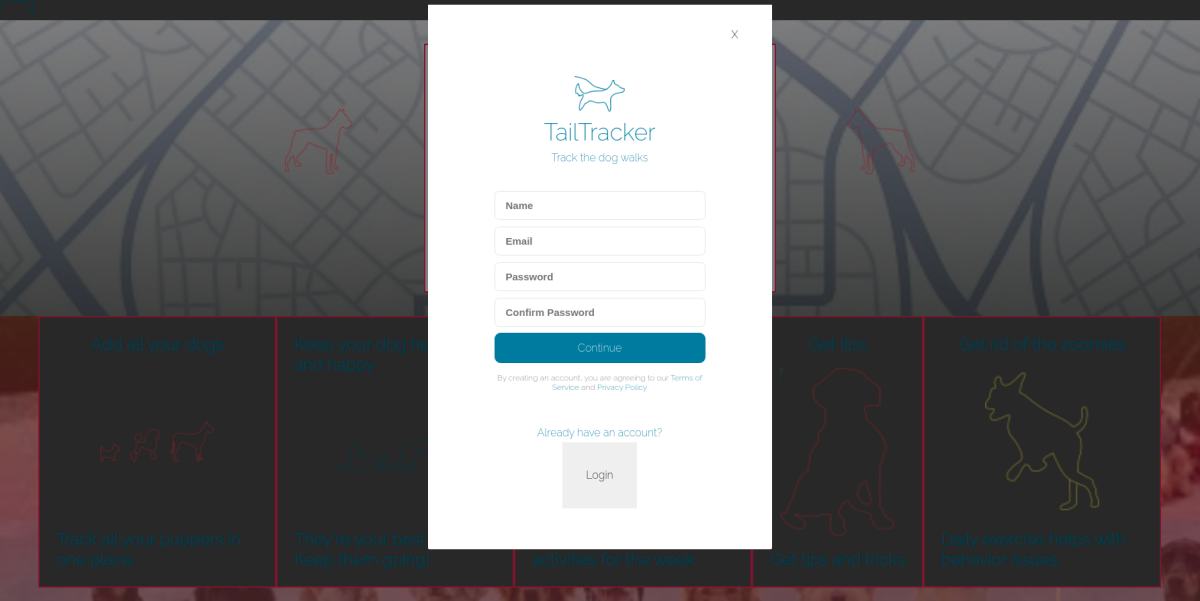 X
TailTracker
Track the dog walks
Name
Email
Password
Confirm Password
Continue
By creating an account, you are agreeing to our Terms of
Service and Privacy Policy
Already have an account?
Login
Add all your dogs
Track all your puppers in
one place
Keep your dog
and happy
They're your best
Keep them going!
activities for the week
Get tips
Get tips and tricks
Get rid of the zoomies
Daily exercise helps with
behavior issues